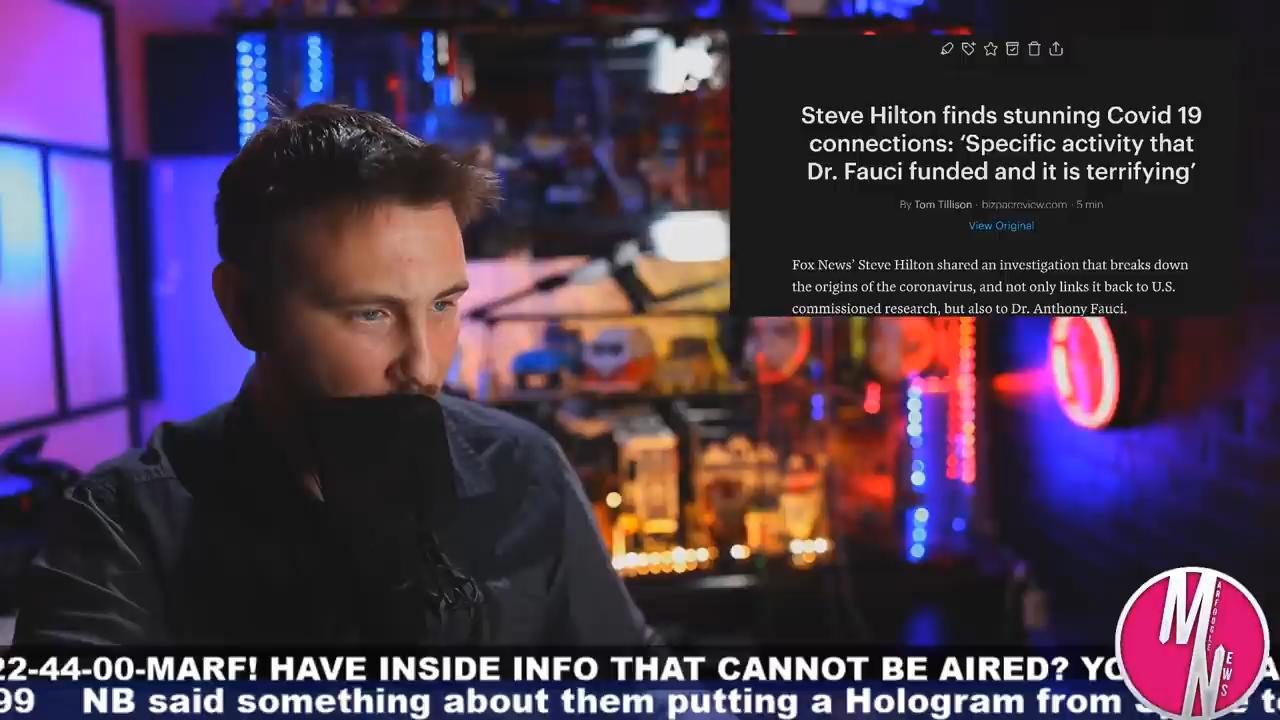 Steve Hilton finds stunning Covid 19
connections: ‘Specific activity that
Dr. Fauci funded and it is terrifying’
By Tom Tillison · bizpacreview.com · 5 min
View Original
Fox News’ Steve Hilton shared an investigation that breaks down
the origins of the coronavirus, and not only links it back to U.S.
commissioned research, but also to Dr. Anthony Fauci.
22-44-00-MARF! HAVE INSIDE INFO THAT CANNOT BE AIRED?
99 NB said something about them putting a Hologram from
MARFOOGLE
NEWS